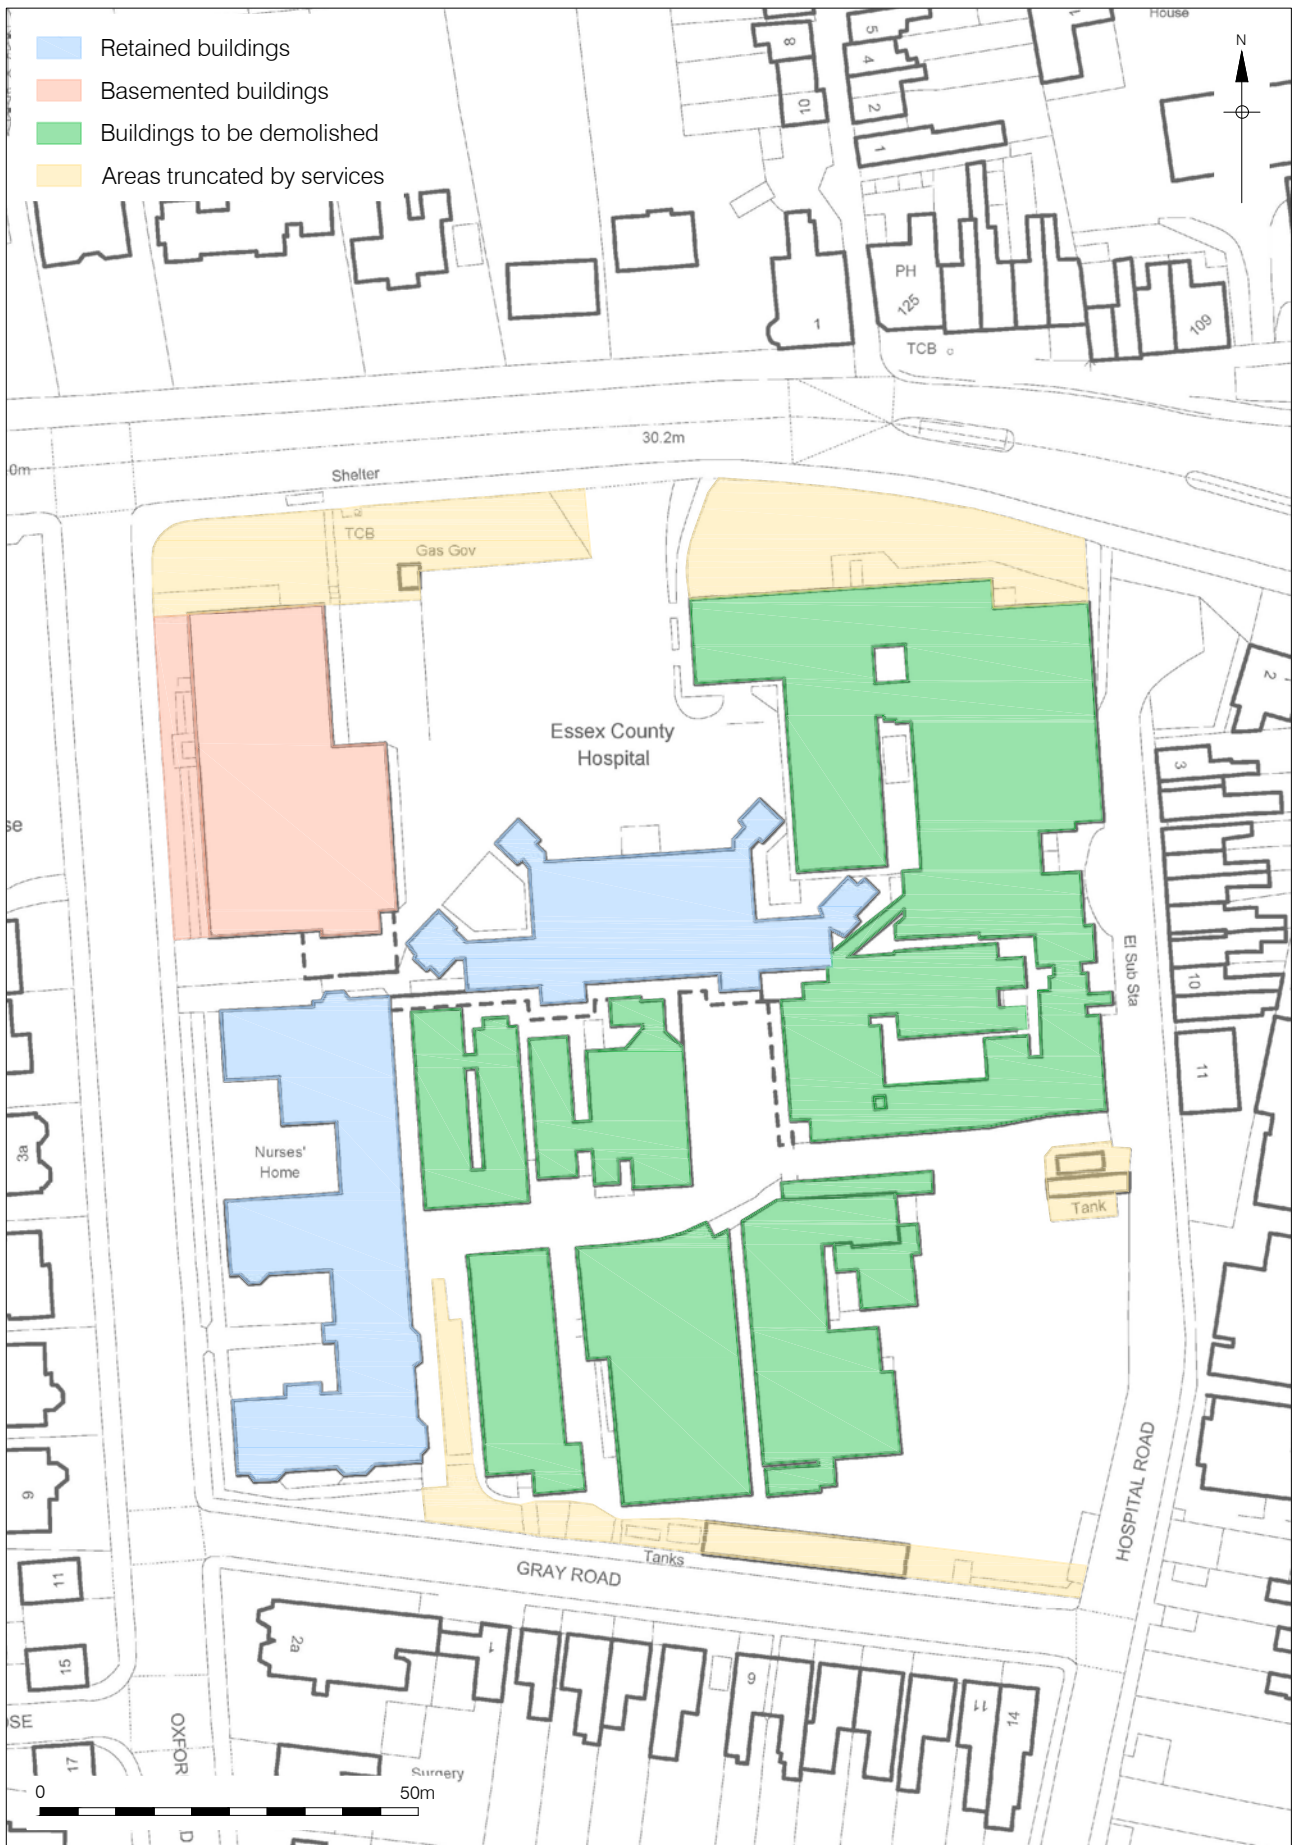 Retained buildings
Basemented buildings
Buildings to be demolished
Areas truncated by services
N
House
8
10
5
4
2
1
PH
125
1
109
TCB
30.2m
0m
Shelter
TCB
Gas Gov
2
Essex County
Hospital
3
se
El Sub Sta
10
11
3a
Nurses'
Home
Tank
HOSPITAL ROAD
9
Tanks
GRAY ROAD
11
15
17
2a
1
9
11
14
OXFOR
D
Surgery
0
50m